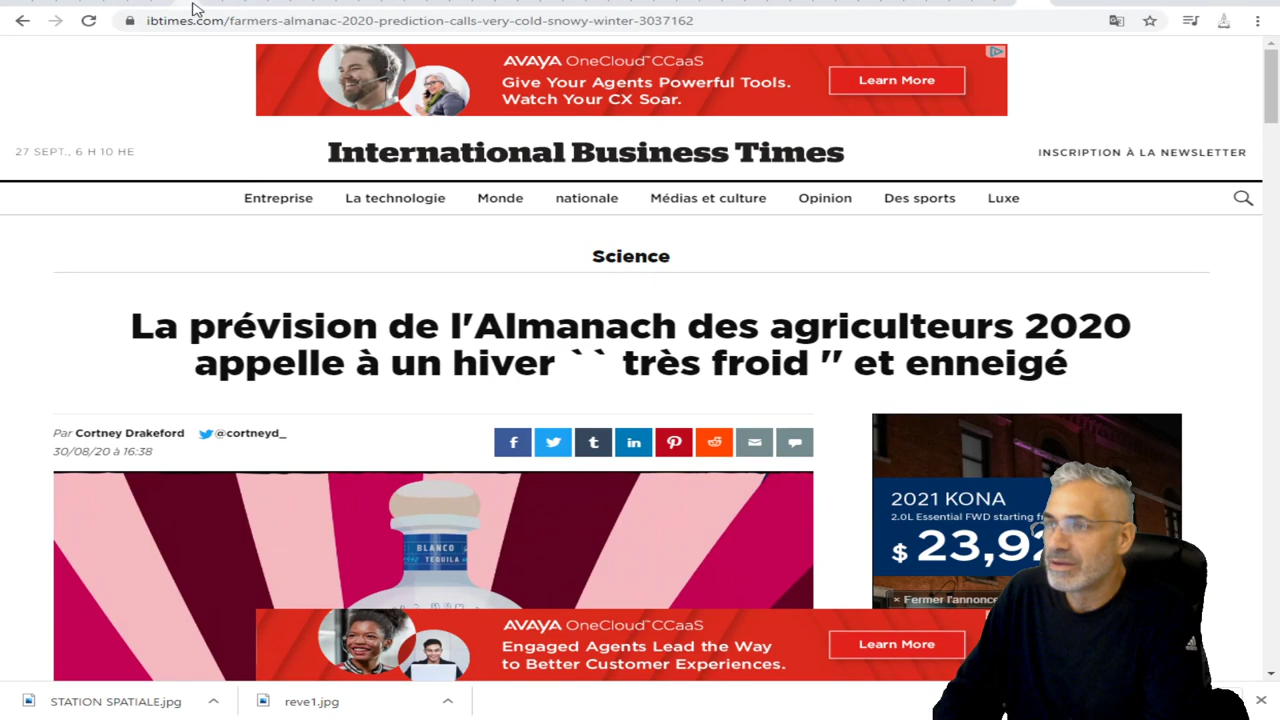 ibtimes.com/farmers-almanac-2020-prediction-calls-very-cold-snowy-winter-3037162
AVAYA OneCloud™CCaaS
Give Your Agents Powerful Tools.
Watch Your CX Soar.
Learn More
27 SEPT., 6 H 10 HE
International Business Times
INSCRIPTION À LA NEWSLETTER
Entreprise La technologie Monde nationale Médias et culture Opinion Des sports Luxe
Science
La prévision de l'Almanach des agriculteurs 2020
appelle à un hiver `` très froid '' et enneigé
Par Cortney Drakeford @cortneyd_
30/08/20 à 16:38
2021 KONA
2.0L Essential FWD starting
$ 23,92
× Fermer l'annonce
BLANCO
TEQUILA
AVAYA OneCloud™CCaaS
Engaged Agents Lead the Way
to Better Customer Experiences.
Learn More
STATION SPATIALE.jpg
reve1.jpg